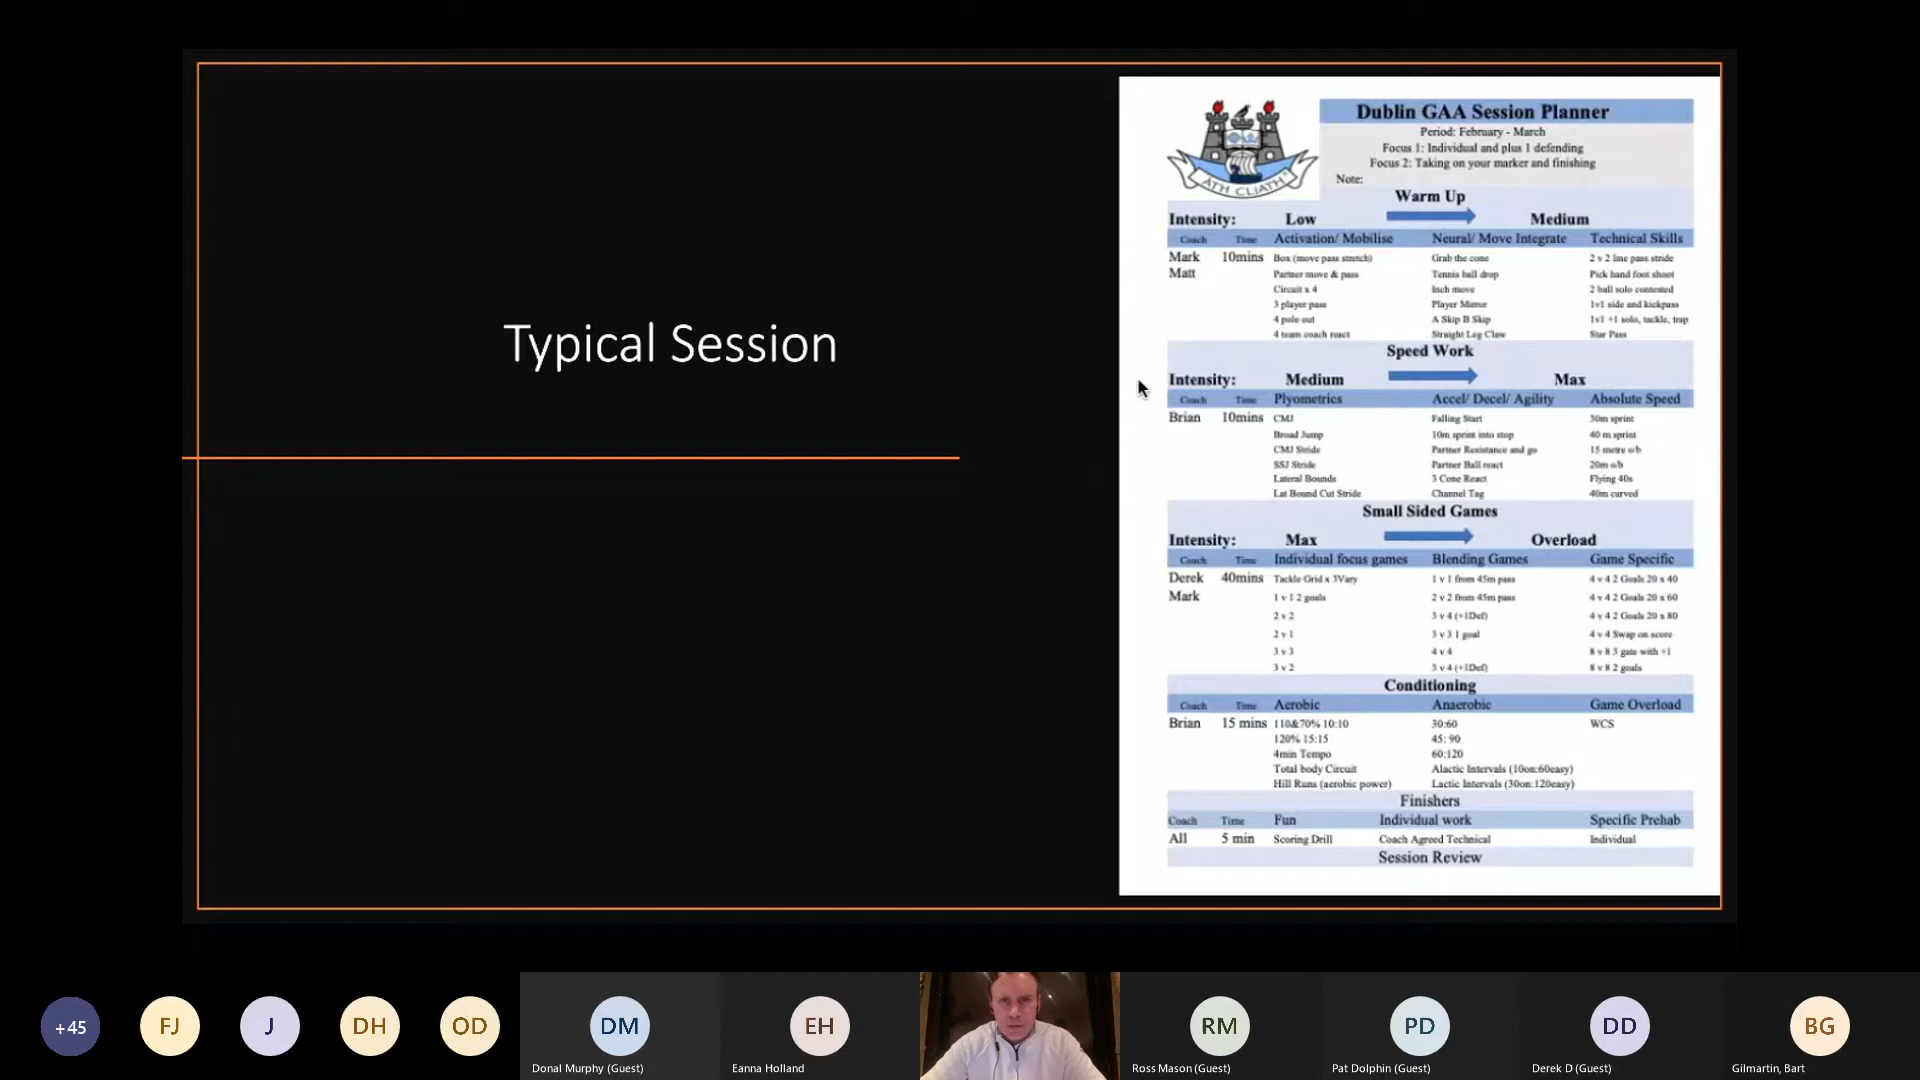 Typical Session
Dublin GAA Session Planner
Period: February - March
Focus 1: Individual and plus 1 defending
Focus 2: Taking on your marker and finishing
Note:
ÁTH CLIATH
Warm Up
Intensity: Low Medium
Coach Time Activation/ Mobilise Neural/ Move Integrate Technical Skills
Mark 10mins Box (move pass stretch) Grab the cone 2 v 2 line pass stride
Matt Partner move & pass Tennis ball drop Pick hand foot shoot
Circuit x 4 Inch move 2 ball solo contested
3 player pass Player Mirror 1v1 side and kickpass
4 pole out A Skip B Skip 1v1 +1 solo, tackle, trap
4 team coach react Straight Leg Claw Star Pass
Speed Work
Intensity: Medium Max
Coach Time Plyometrics Accel/ Decel/ Agility Absolute Speed
Brian 10mins CMJ Falling Start 30m sprint
Broad Jump 10m sprint into stop 40 m sprint
CMJ Stride Partner Resistance and go 15 metre o/b
SSJ Stride Partner Ball react 20m o/b
Lateral Bounds 3 Cone React Flying 40s
Lat Bound Cut Stride Channel Tag 40m curved
Small Sided Games
Intensity: Max Overload
Coach Time Individual focus games Blending Games Game Specific
Derek 40mins Tackle Grid x 3Vary 1 v 1 from 45m pass 4 v 4 2 Goals 20 x 40
Mark 1 v 1 2 goals 2 v 2 from 45m pass 4 v 4 2 Goals 20 x 60
2 v 2 3 v 4 (+1Def) 4 v 4 2 Goals 20 x 80
2 v 1 3 v 3 1 goal 4 v 4 Swap on score
3 v 3 4 v 4 8 v 8 3 gate with +1
3 v 2 3 v 4 (+1Def) 8 v 8 2 goals
Conditioning
Coach Time Aerobic Anaerobic Game Overload
Brian 15 mins 110&70% 10:10 30:60 WCS
120% 15:15 45: 90
4min Tempo 60:120
Total body Circuit Alactic Intervals (10on:60easy)
Hill Runs (aerobic power) Lactic Intervals (30on:120easy)
Finishers
Coach Time Fun Individual work Specific Prehab
All 5 min Scoring Drill Coach Agreed Technical Individual
Session Review
+45 FJ J DH OD DM EH RM PD DD BG
Donal Murphy (Guest) Eanna Holland Ross Mason (Guest) Pat Dolphin (Guest) Derek D (Guest) Gilmartin, Bart